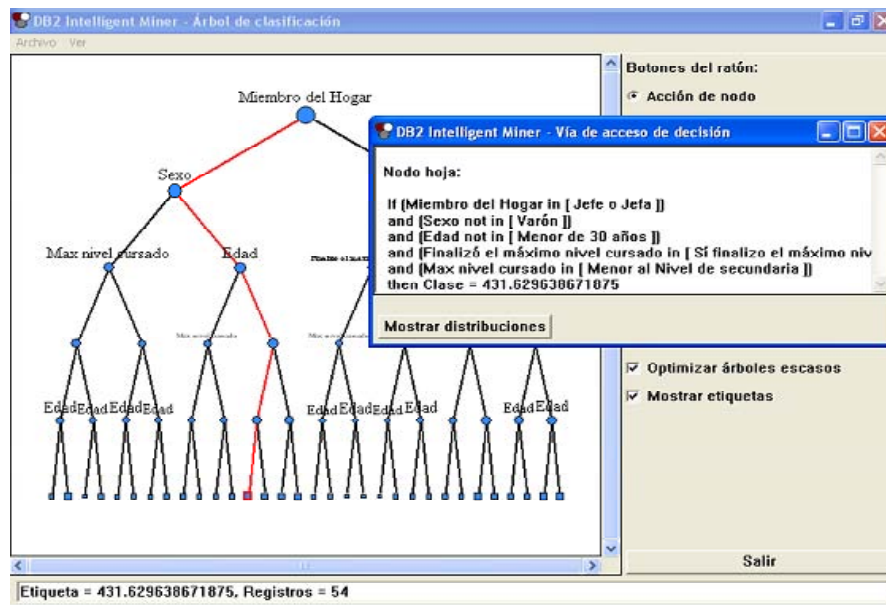 DB2 Intelligent Miner - Árbol de clasificación
Archivo Ver
Botones del ratón:
Acción de nodo
Miembro del Hogar
DB2 Intelligent Miner - Vía de acceso de decisión
Nodo hoja:
If (Miembro del Hogar in [ Jefe o Jefa ])
and (Sexo not in [ Varón ])
and (Edad not in [ Menor de 30 años ])
and (Finalizó el máximo nivel cursado in [ Sí finalizo el máximo niv
and (Max nivel cursado in [ Menor al Nivel de secundaria ])
then Clase = 431.629638671875
Mostrar distribuciones
Sexo
Max nivel cursado Edad
Optimizar árboles escasos
Mostrar etiquetas
Edad Edad Edad Edad Edad Edad Edad Edad Edad Edad
Salir
Etiqueta = 431.629638671875, Registros = 54